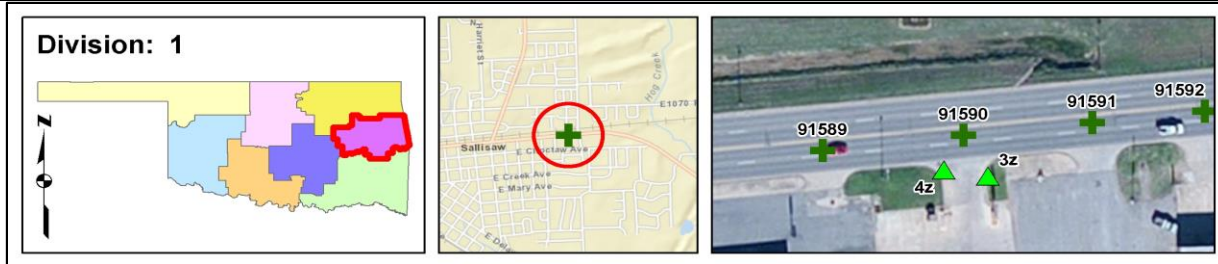 Division: 1
N
Harriet St
Hog Creek
E1070
Sallisaw
E Choctaw Ave
E Creek Ave
E Mary Ave
91589
91590
91591
91592
4z
3z